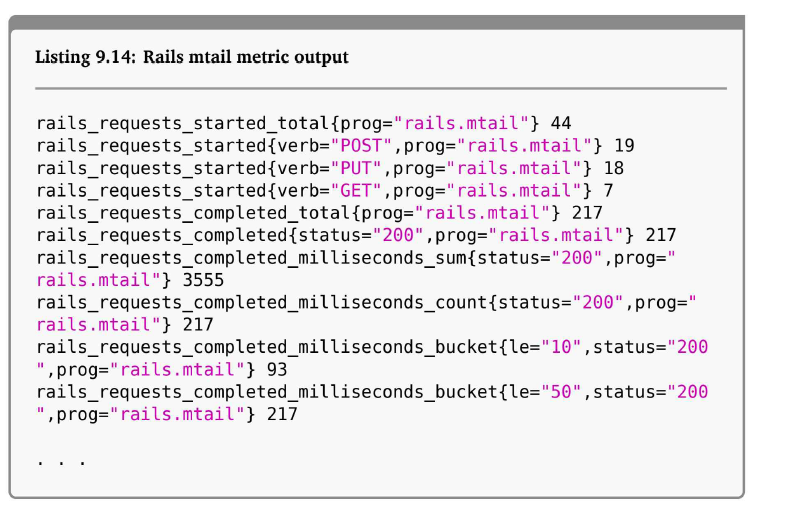 Listing 9.14: Rails mtail metric output
rails_requests_started_total{prog="rails.mtail"} 44
rails_requests_started{verb="POST",prog="rails.mtail"} 19
rails_requests_started{verb="PUT",prog="rails.mtail"} 18
rails_requests_started{verb="GET",prog="rails.mtail"} 7
rails_requests_completed_total{prog="rails.mtail"} 217
rails_requests_completed{status="200",prog="rails.mtail"} 217
rails_requests_completed_milliseconds_sum{status="200",prog="
rails.mtail"} 3555
rails_requests_completed_milliseconds_count{status="200",prog="
rails.mtail"} 217
rails_requests_completed_milliseconds_bucket{le="10",status="200
",prog="rails.mtail"} 93
rails_requests_completed_milliseconds_bucket{le="50",status="200
",prog="rails.mtail"} 217
. . .